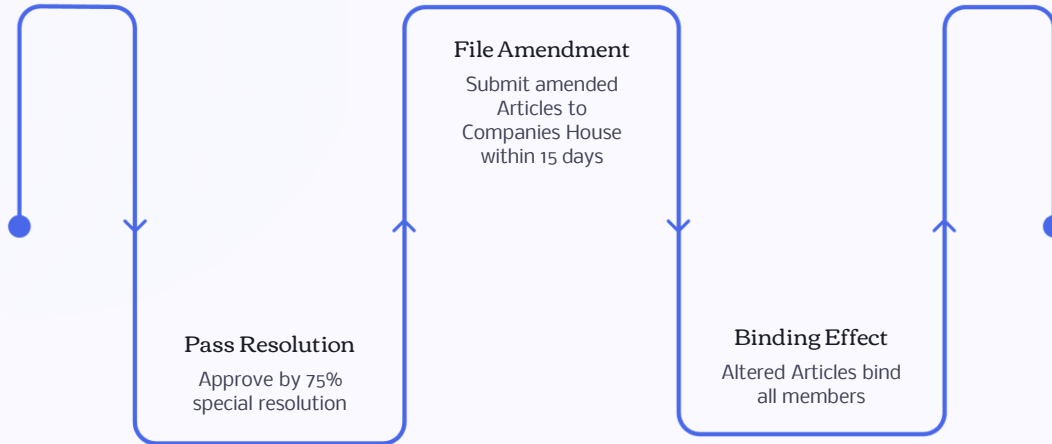 Pass Resolution
Approve by 75%
special resolution
File Amendment
Submit amended
Articles to
Companies House
within 15 days
Binding Effect
Altered Articles bind
all members